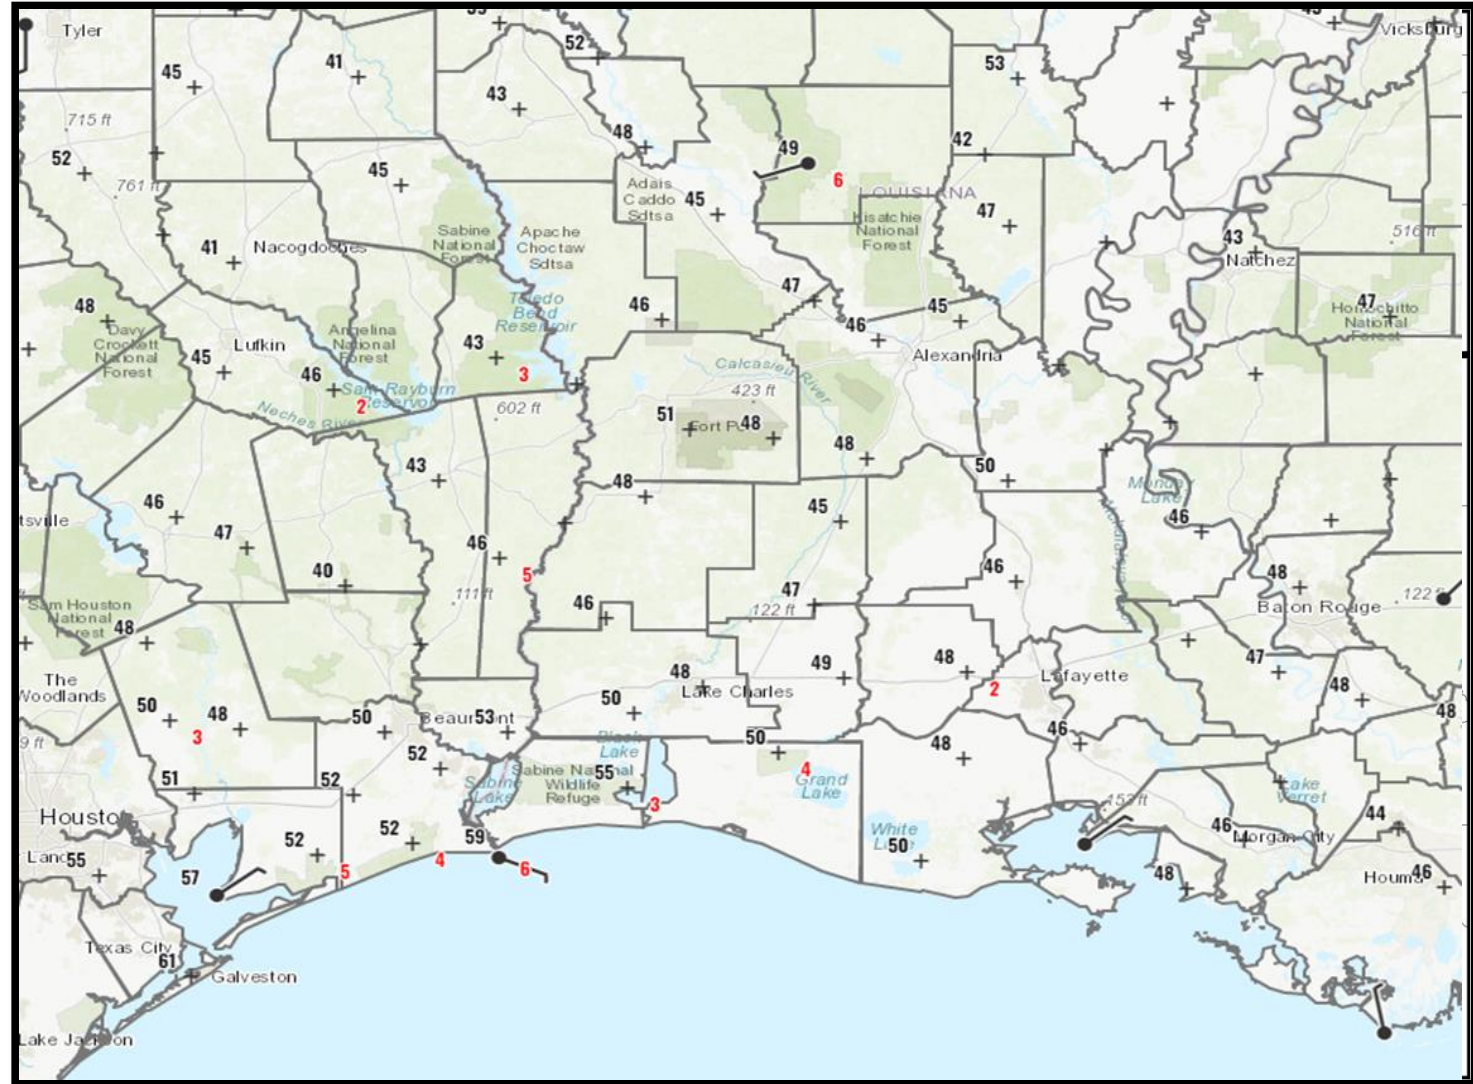 Tyler
45
41
43
52
53
Vicksburg
715 ft
52
761 ft
45
48
49
6
42
LOUISIANA
Adais
Caddo
Sdtsa
45
47
Kisatchie
National
Forest
516 ft
41
Nacogdoches
Sabine
National
Forest
Apache
Choctaw
Sdtsa
43
Natchez
48
Davy
Crockett
National
Forest
Angelina
National
Forest
Toledo
Bend
Reservoir
46
47
46
45
47
Homochitto
National
Forest
45
Lufkin
46
2
Sam Rayburn
Reservoir
43
3
Alexandria
Neches River
602 ft
Calcasieu
River
423 ft
51
48
48
43
48
50
46
47
46
45
46
40
111 ft
5
46
47
122 ft
46
48
Baton Rouge
122 ft
Sam Houston
National
Forest
48
The
Woodlands
50
48
3
48
Lake Charles
49
48
2
Lafayette
47
48
50
Beaumont
53
50
50
46
48
9 ft
51
52
52
Black
Lake
Sabine
Lake
Sabine National
Wildlife
Refuge
55
3
4
Grand
Lake
48
153 ft
Lake
Verret
Houston
52
52
59
White
Lake
50
46
Morgan City
44
55
57
5
4
6
48
Houma
46
Texas City
61
Galveston
Lake Jackson